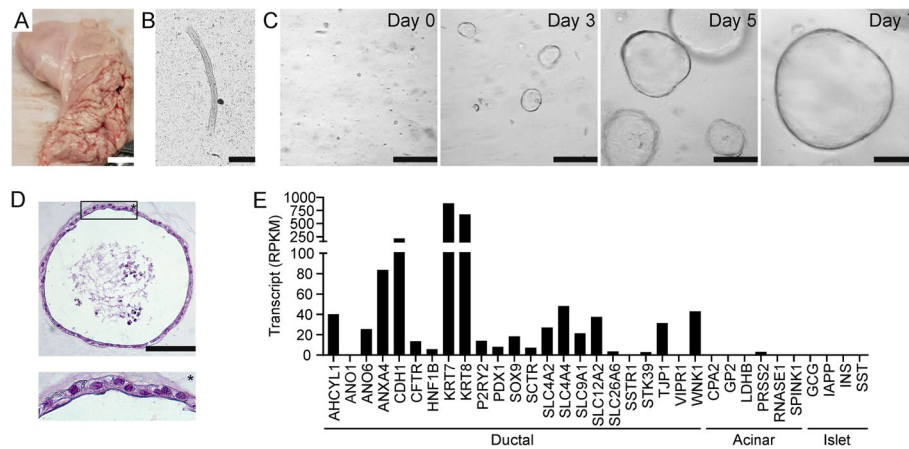 A
B
C
Day 0
Day 3
Day 5
Day 7
D
*
*
E
Transcript (RPKM)
1000
750
500
250
100
80
60
40
20
0
AHCYL1
ANO1
ANO6
ANXA4
CDH1
CFTR
HNF1B
KRT7
KRT8
P2RY2
PDX1
SOX9
SCTR
SLC4A2
SLC4A4
SLC9A1
SLC12A2
SLC26A6
SSTR1
STK39
TJP1
VIPR1
WNK1
CPA2
GP2
LDHB
PRSS2
RNASE1
SPINK1
GCG
IAPP
INS
SST
Ductal
Acinar
Islet